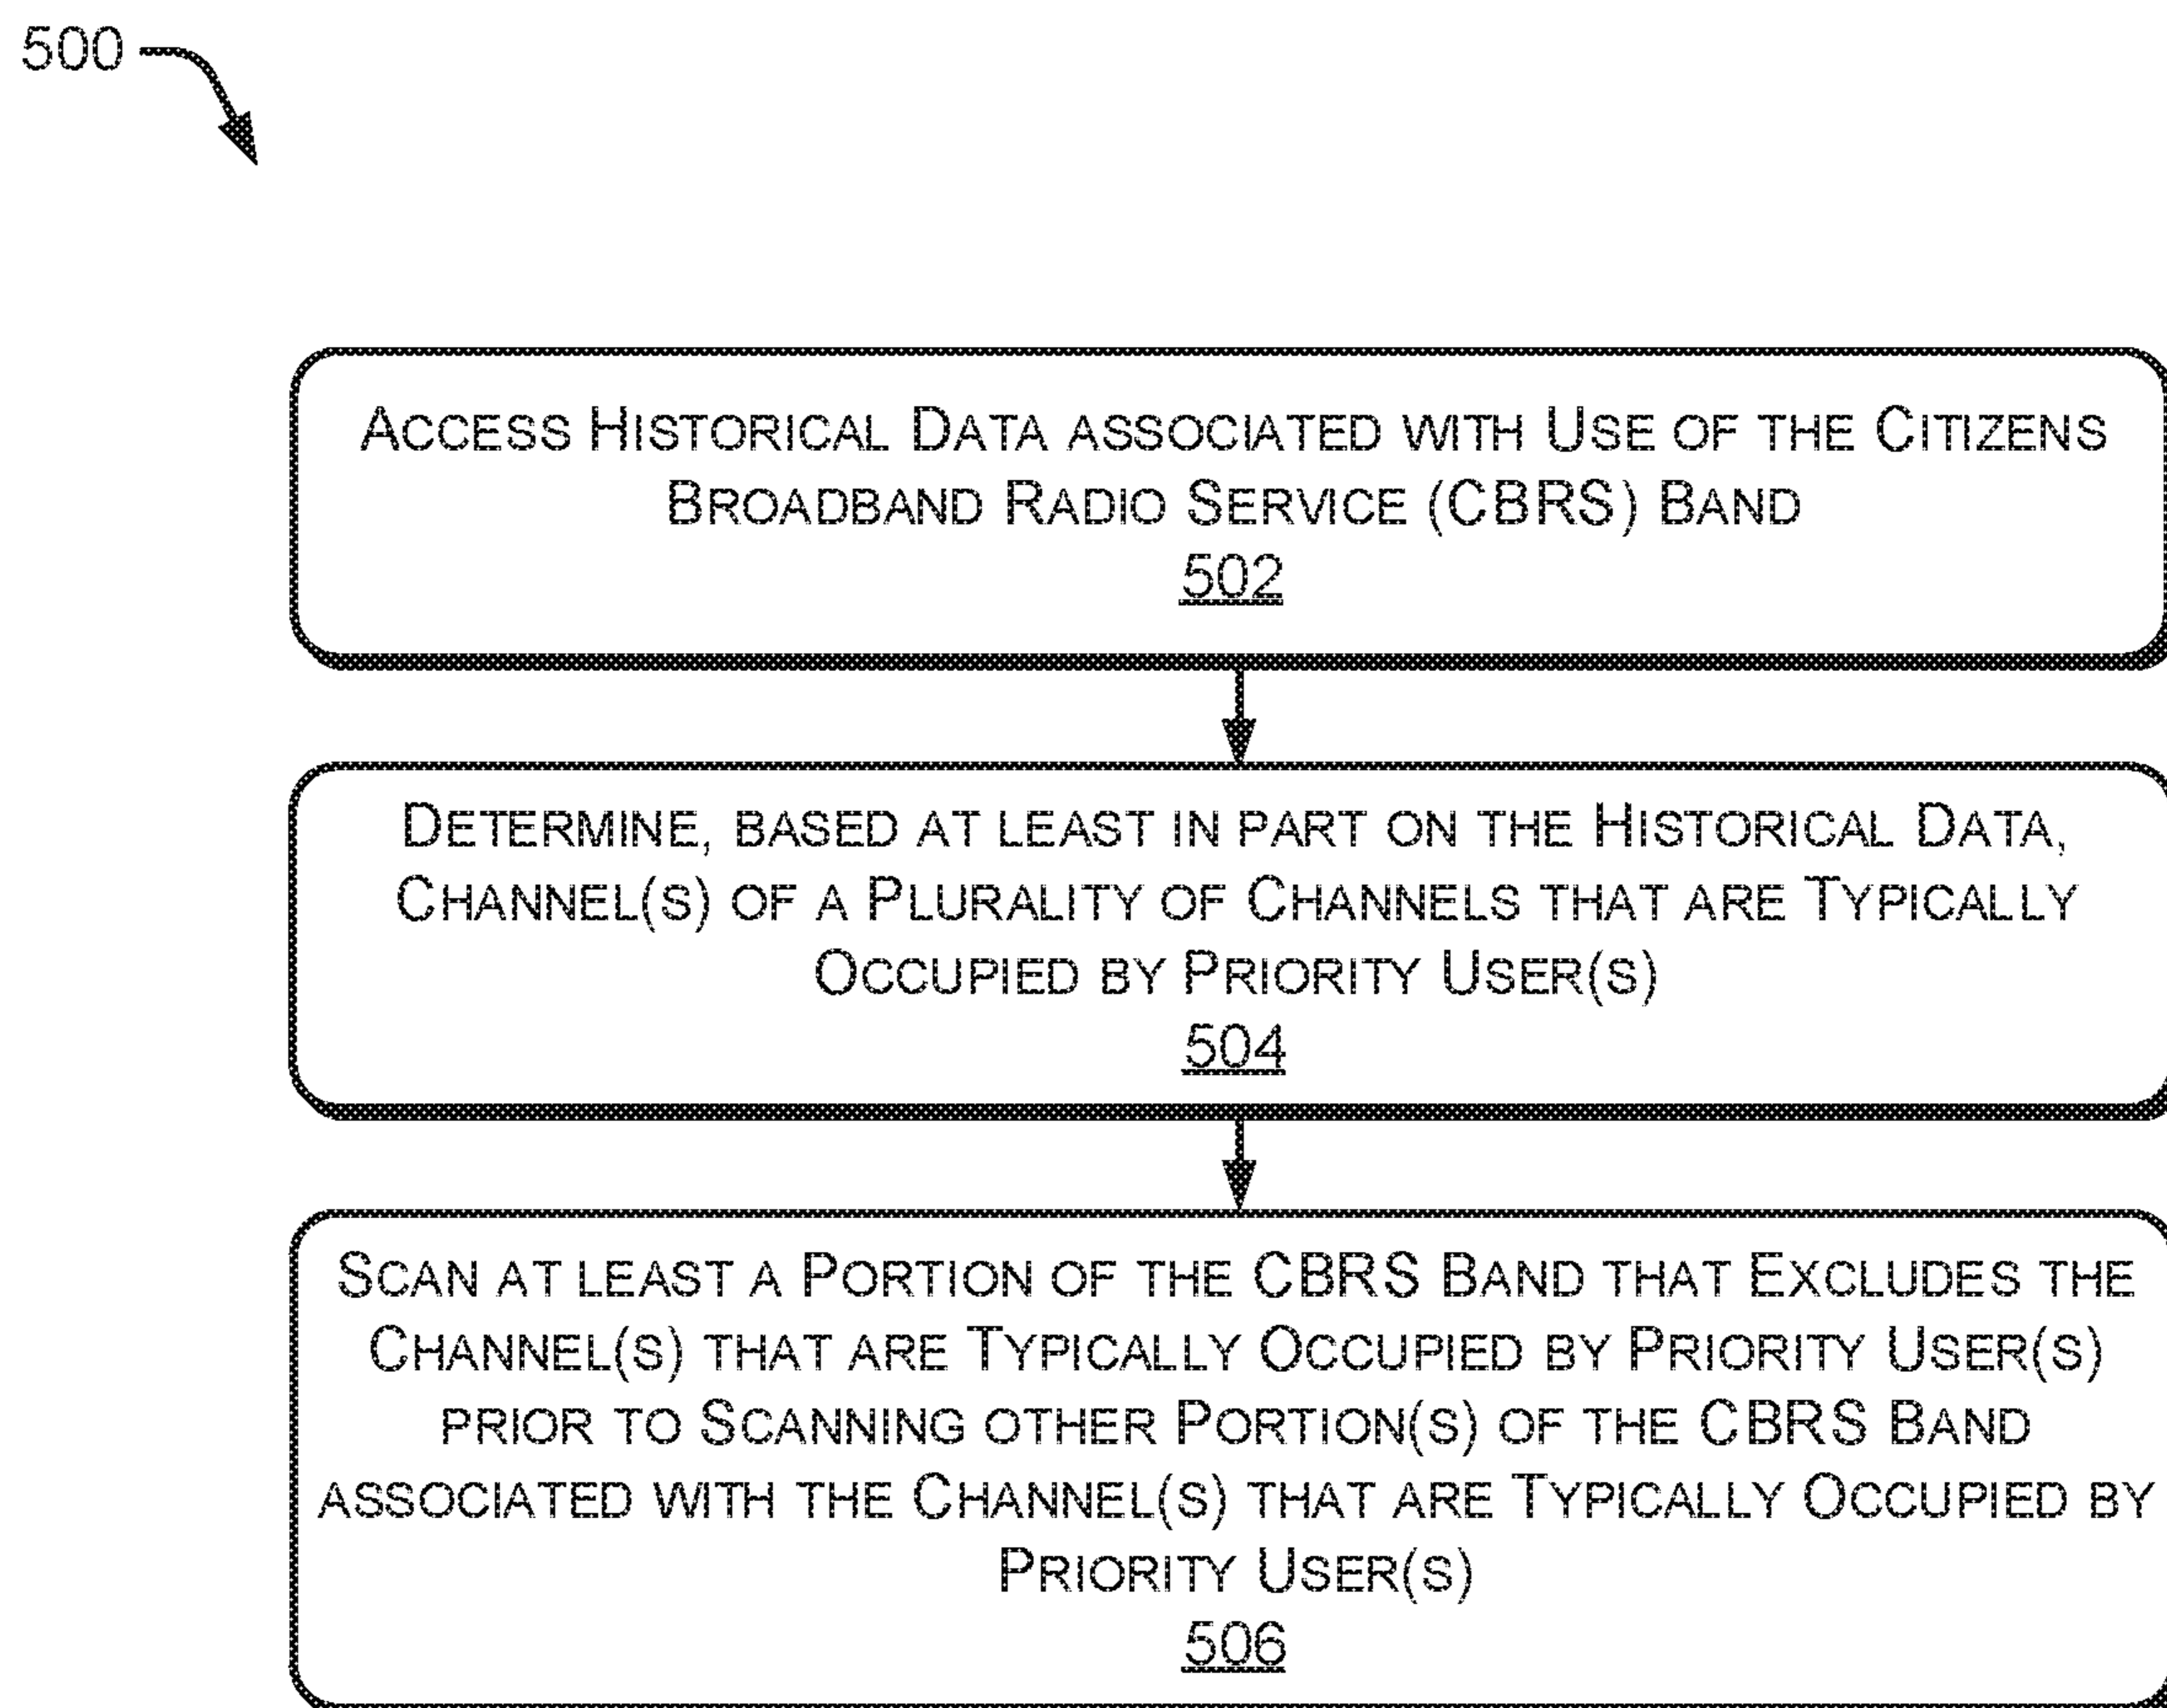 500
Access Historical Data associated with Use of the Citizens
Broadband Radio Service (CBRS) Band
502
Determine, based at least in part on the Historical Data,
Channel(s) of a Plurality of Channels that are Typically
Occupied by Priority User(s)
504
Scan at least a Portion of the CBRS Band that Excludes the
Channel(s) that are Typically Occupied by Priority User(s)
prior to Scanning other Portion(s) of the CBRS Band
associated with the Channel(s) that are Typically Occupied by
Priority User(s)
506